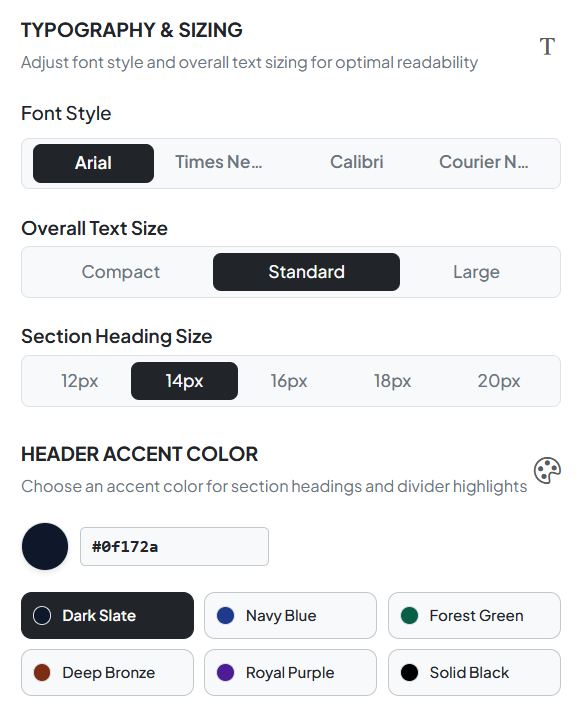 TYPOGRAPHY & SIZING
T
Adjust font style and overall text sizing for optimal readability
Font Style
Arial Times Ne... Calibri Courier N...
Overall Text Size
Compact Standard Large
Section Heading Size
12px 14px 16px 18px 20px
HEADER ACCENT COLOR
Choose an accent color for section headings and divider highlights
#0f172a
Dark Slate Navy Blue Forest Green
Deep Bronze Royal Purple Solid Black